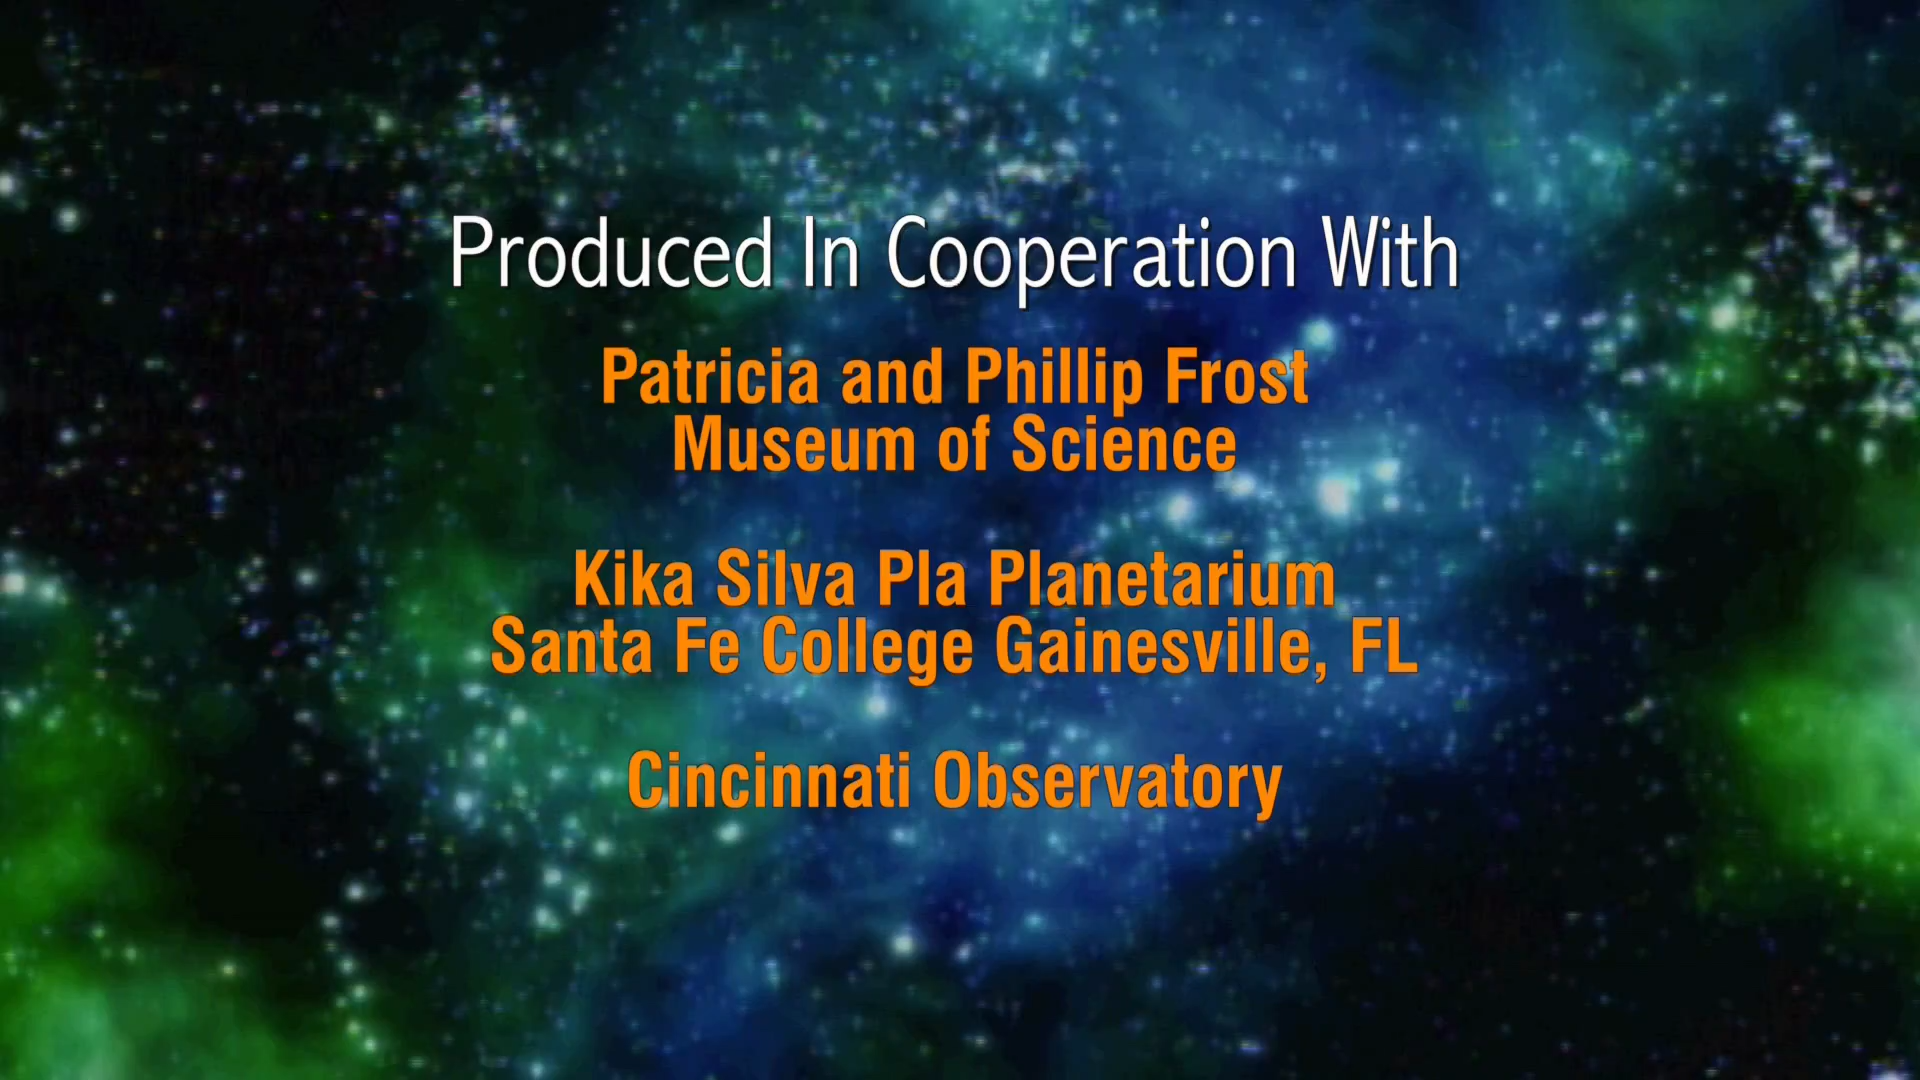 Produced In Cooperation With
Patricia and Phillip Frost
Museum of Science
Kika Silva Pla Planetarium
Santa Fe College Gainesville, FL
Cincinnati Observatory